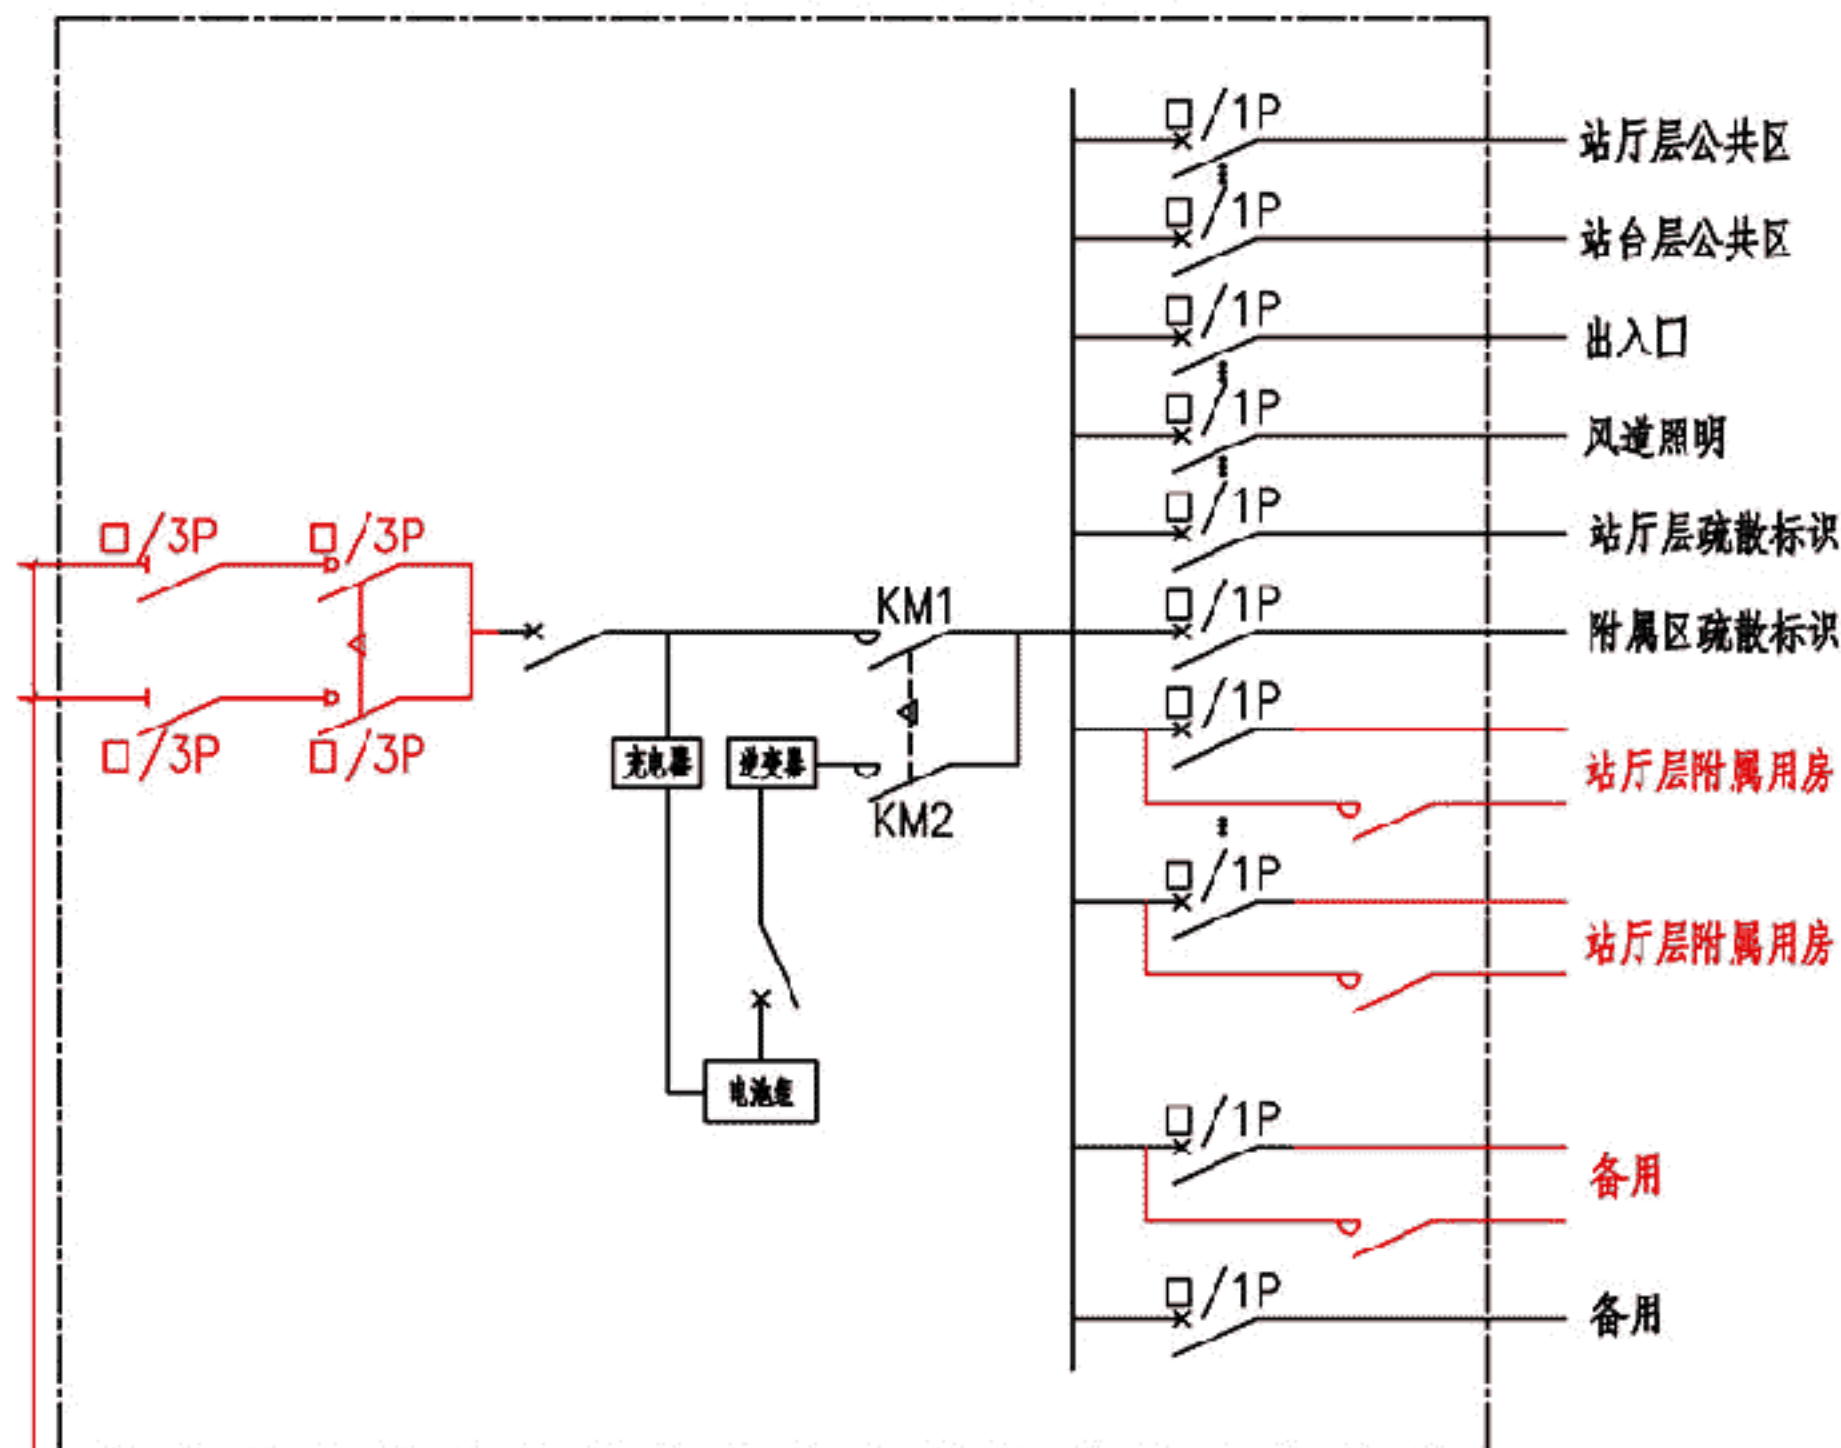 □/1P
站厅层公共区
□/1P
站台层公共区
□/1P
出入口
□/1P
风道照明
□/1P
站厅层疏散标识
□/3P
□/3P
KM1
□/1P
附属区疏散标识
□/3P
□/3P
□/1P
站厅层附属用房
充电器
逆变器
KM2
□/1P
站厅层附属用房
电池组
□/1P
备用
□/1P
备用